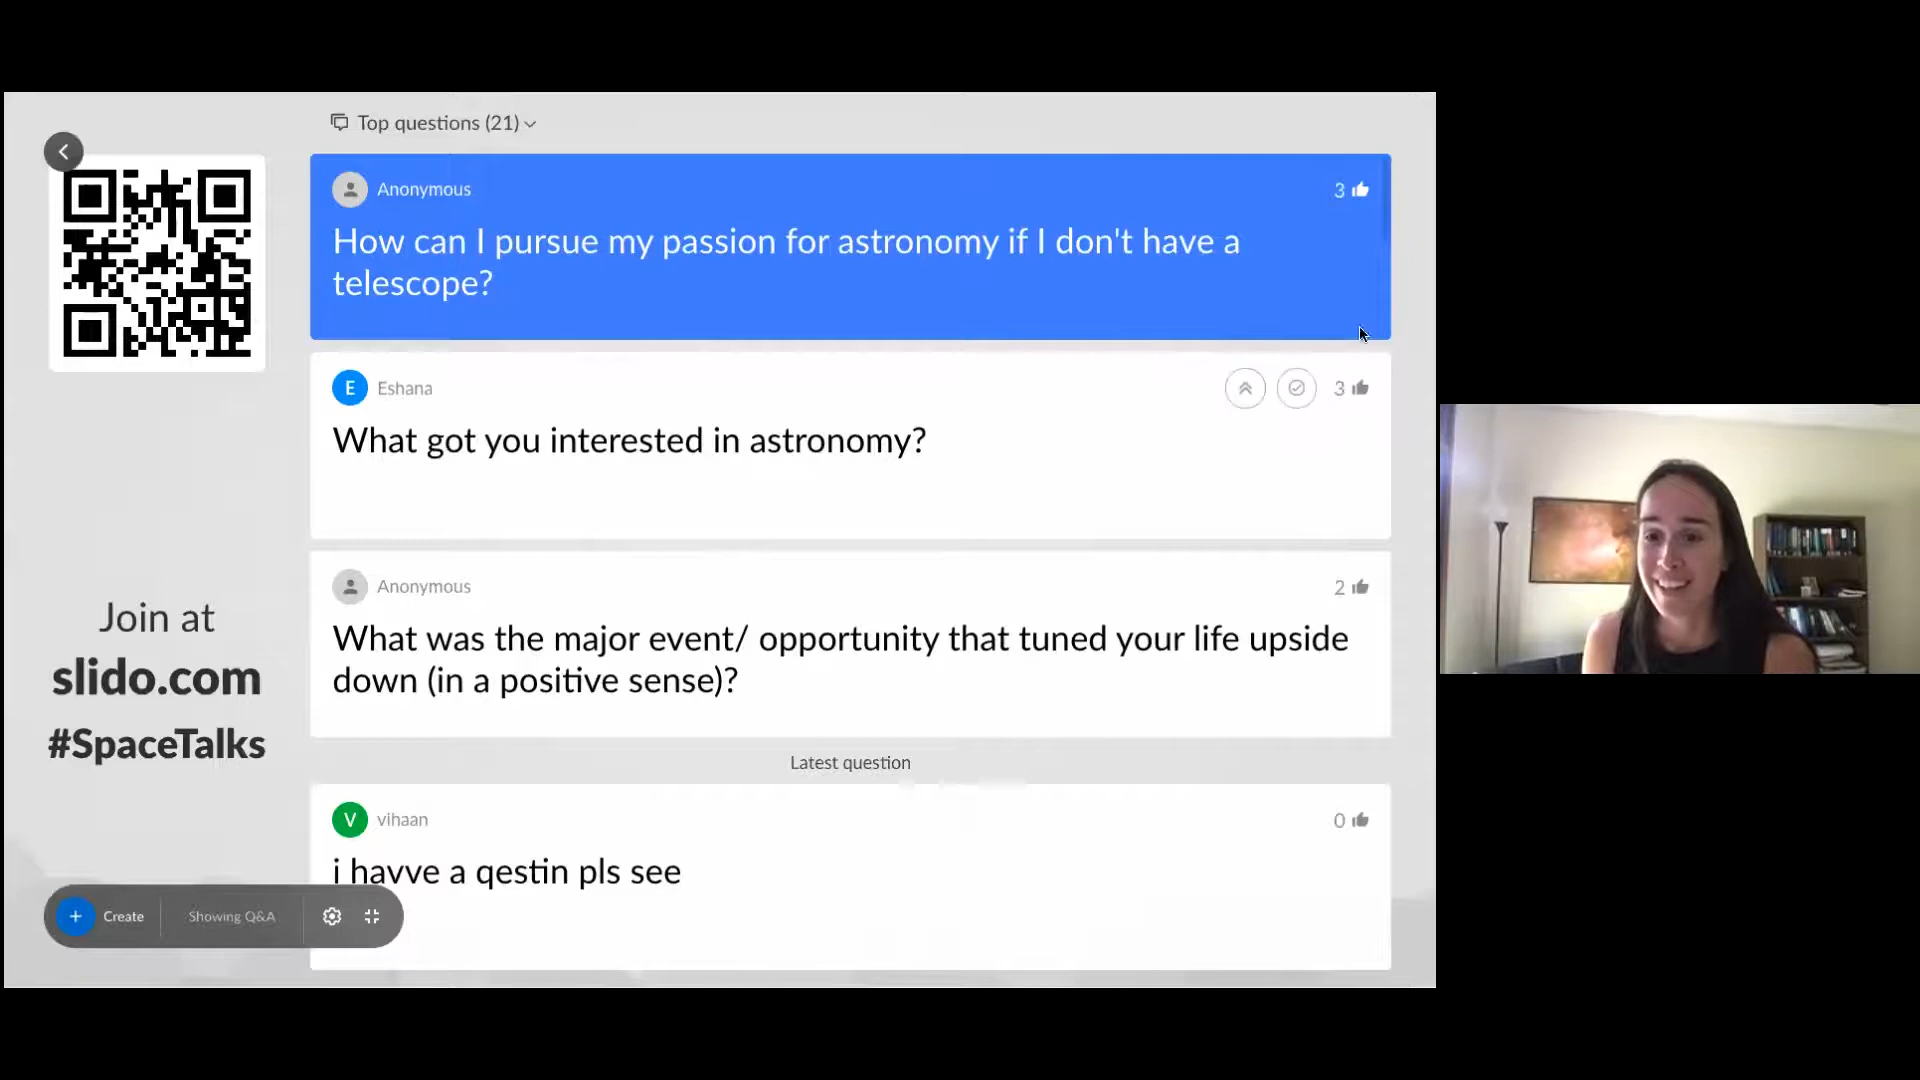 Top questions (21)
Anonymous
3
How can I pursue my passion for astronomy if I don't have a
telescope?
E
Eshana
3
What got you interested in astronomy?
Anonymous
2
What was the major event/ opportunity that tuned your life upside
down (in a positive sense)?
Join at
slido.com
#SpaceTalks
Latest question
V
vihaan
0
i havve a qestin pls see
Create
Showing Q&A